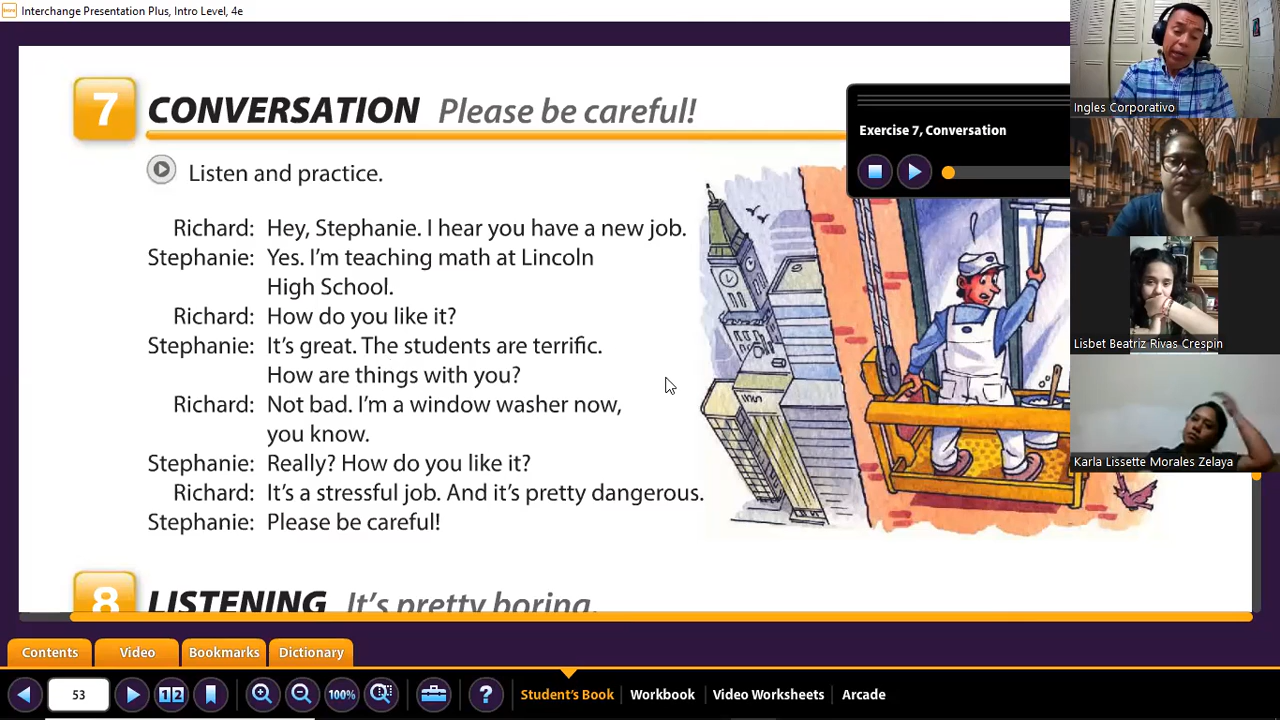 Interchange Presentation Plus, Intro Level, 4e
7 CONVERSATION Please be careful!
Exercise 7, Conversation
Listen and practice.
Richard: Hey, Stephanie. I hear you have a new job.
Stephanie: Yes. I'm teaching math at Lincoln
High School.
Richard: How do you like it?
Stephanie: It's great. The students are terrific.
How are things with you?
Richard: Not bad. I'm a window washer now,
you know.
Stephanie: Really? How do you like it?
Richard: It's a stressful job. And it's pretty dangerous.
Stephanie: Please be careful!
8 LISTENING It's pretty boring.
Ingles Corporativo
Lisbet Beatriz Rivas Crespin
Karla Lissette Morales Zelaya
Contents Video Bookmarks Dictionary
53 1 2 100% ? Student's Book Workbook Video Worksheets Arcade